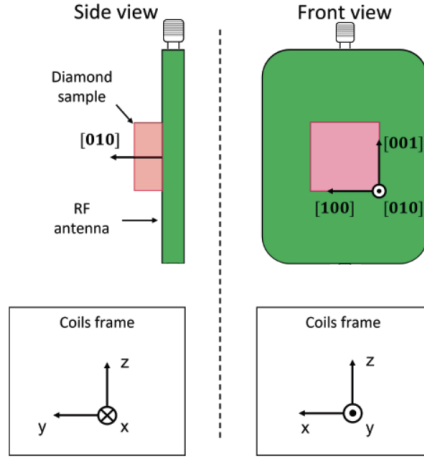 Side view
Diamond
sample
[010]
RF
antenna
Coils frame
z
y
x
Front view
[001]
[100]
[010]
Coils frame
z
x
y